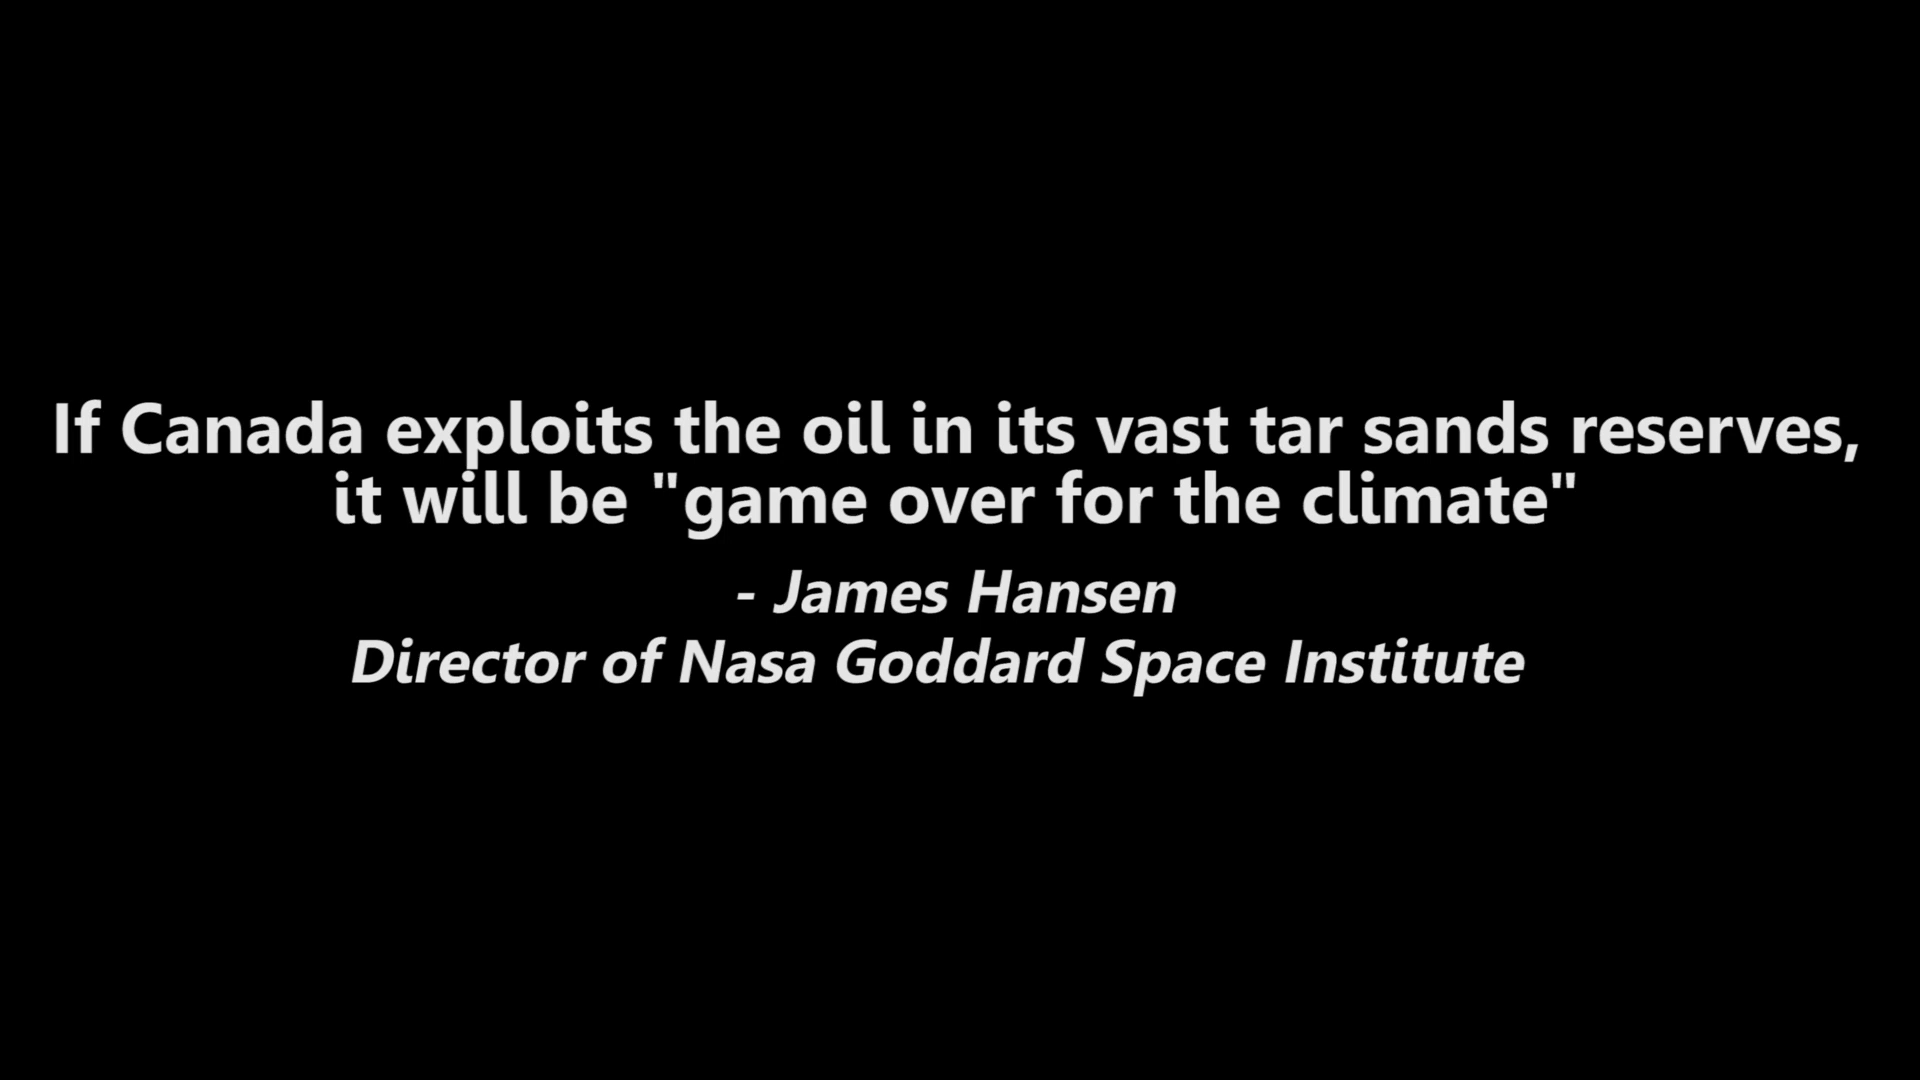 If Canada exploits the oil in its vast tar sands reserves,
it will be "game over for the climate"
- James Hansen
Director of Nasa Goddard Space Institute